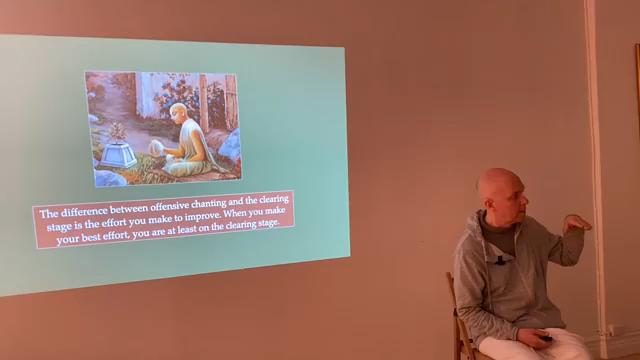 The difference between offensive chanting and the clearing
stage is the effort you make to improve. When you make
your best effort, you are at least on the clearing stage.